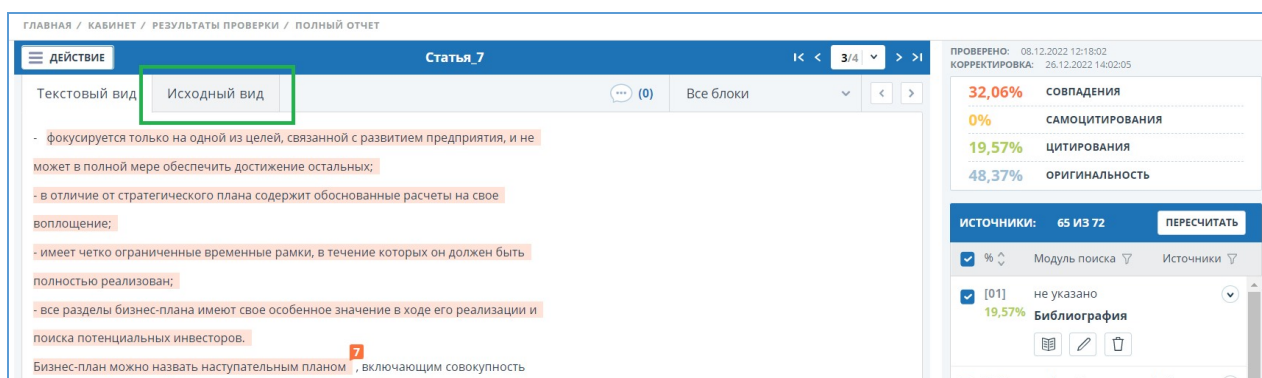 ГЛАВНАЯ / КАБИНЕТ / РЕЗУЛЬТАТЫ ПРОВЕРКИ / ПОЛНЫЙ ОТЧЕТ
ДЕЙСТВИЕ
Статья_7
3/4
Текстовый вид
Исходный вид
(0)
Все блоки
- фокусируется только на одной из целей, связанной с развитием предприятия, и не
может в полной мере обеспечить достижение остальных;
- в отличие от стратегического плана содержит обоснованные расчеты на свое
воплощение;
- имеет четко ограниченные временные рамки, в течение которых он должен быть
полностью реализован;
- все разделы бизнес-плана имеют свое особенное значение в ходе его реализации и
поиска потенциальных инвесторов.
7
Бизнес-план можно назвать наступательным планом , включающим совокупность
ПРОВЕРЕНО: 08.12.2022 12:18:02
КОРРЕКТИРОВКА: 26.12.2022 14:02:05
32,06% СОВПАДЕНИЯ
0% САМОЦИТИРОВАНИЯ
19,57% ЦИТИРОВАНИЯ
48,37% ОРИГИНАЛЬНОСТЬ
ИСТОЧНИКИ: 65 ИЗ 72 ПЕРЕСЧИТАТЬ
% Модуль поиска Источники
[01] не указано
19,57% Библиография